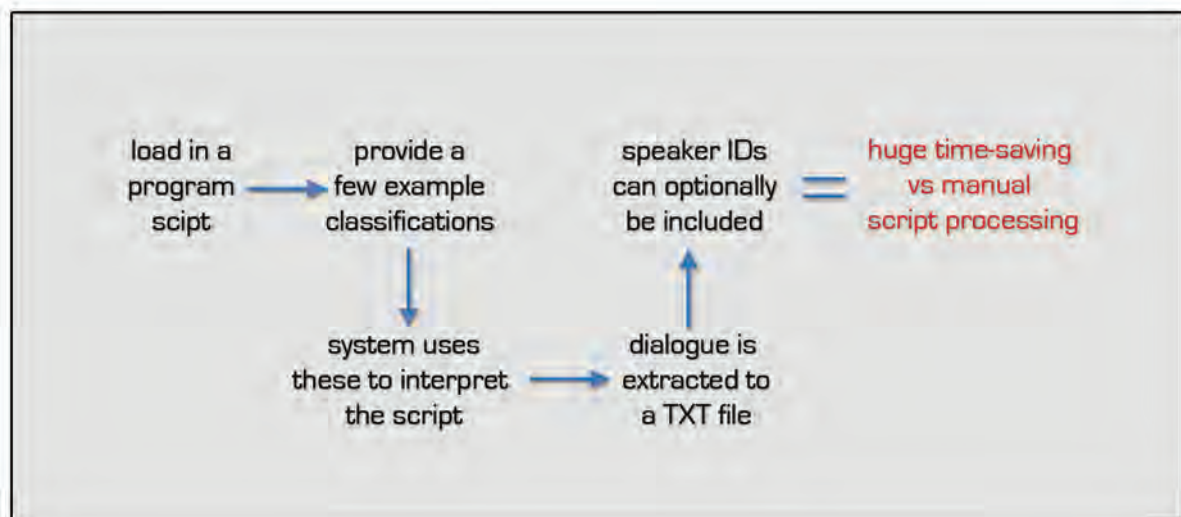 load in a
program
scipt
provide a
few example
classifications
system uses
these to interpret
the script
dialogue is
extracted to
a TXT file
speaker IDs
can optionally
be included
huge time-saving
vs manual
script processing